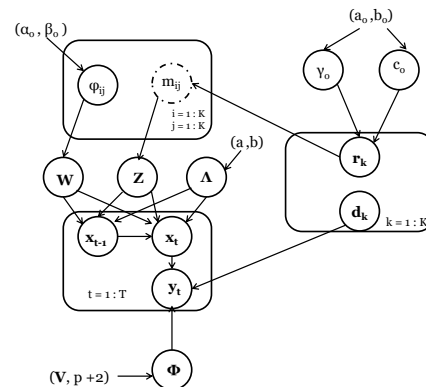 (α₀, β₀)
(a₀, b₀)
φᵢⱼ
mᵢⱼ
γ₀
c₀
i = 1 : K
j = 1 : K
rₖ
W
Z
Λ
(a, b)
dₖ
k = 1 : K
xₜ₋₁
xₜ
yₜ
t = 1 : T
(V, p +2)
Φ